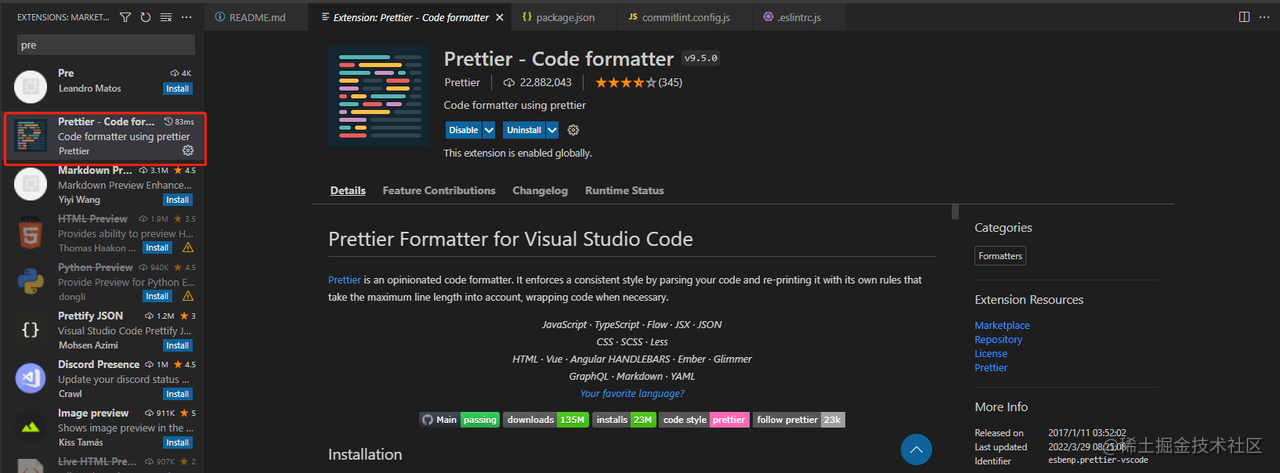 EXTENSIONS: MARKET...
README.md
Extension: Prettier - Code formatter
package.json
commitlint.config.js
.eslintrc.js
pre
Pre
4K
Leandro Matos
Install
Prettier - Code for...
83ms
Code formatter using prettier
Prettier
Markdown Pr...
3.1M
4.5
Markdown Preview Enhance...
Yiyi Wang
Install
HTML Preview
1.9M
3.5
Provides ability to preview H...
Thomas Haakon ...
Install
Python Preview
940K
4.5
Provide Preview for Python E...
dongli
Install
Prettify JSON
1.2M
3
Visual Studio Code Prettify J...
Mohsen Azimi
Install
Discord Presence
1M
4.5
Update your discord status ...
Crawl
Install
Image preview
911K
5
Shows image preview in the ...
Kiss Tamás
Install
Live HTML Pre...
907K
2
Prettier - Code formatter
v9.5.0
Prettier
22,882,043
(345)
Code formatter using prettier
Disable
Uninstall
This extension is enabled globally.
Details
Feature Contributions
Changelog
Runtime Status
Prettier Formatter for Visual Studio Code
Prettier is an opinionated code formatter. It enforces a consistent style by parsing your code and re-printing it with its own rules that
take the maximum line length into account, wrapping code when necessary.
JavaScript · TypeScript · Flow · JSX · JSON
CSS · SCSS · Less
HTML · Vue · Angular HANDLEBARS · Ember · Glimmer
GraphQL · Markdown · YAML
Your favorite language?
Main passing
downloads 135M
installs 23M
code style prettier
follow prettier 23k
Installation
Categories
Formatters
Extension Resources
Marketplace
Repository
License
Prettier
More Info
Released on
2017/1/11 03:52:02
Last updated
2022/3/29 08:25:08
Identifier
esbenp.prettier-vscode
@稀土掘金技术社区